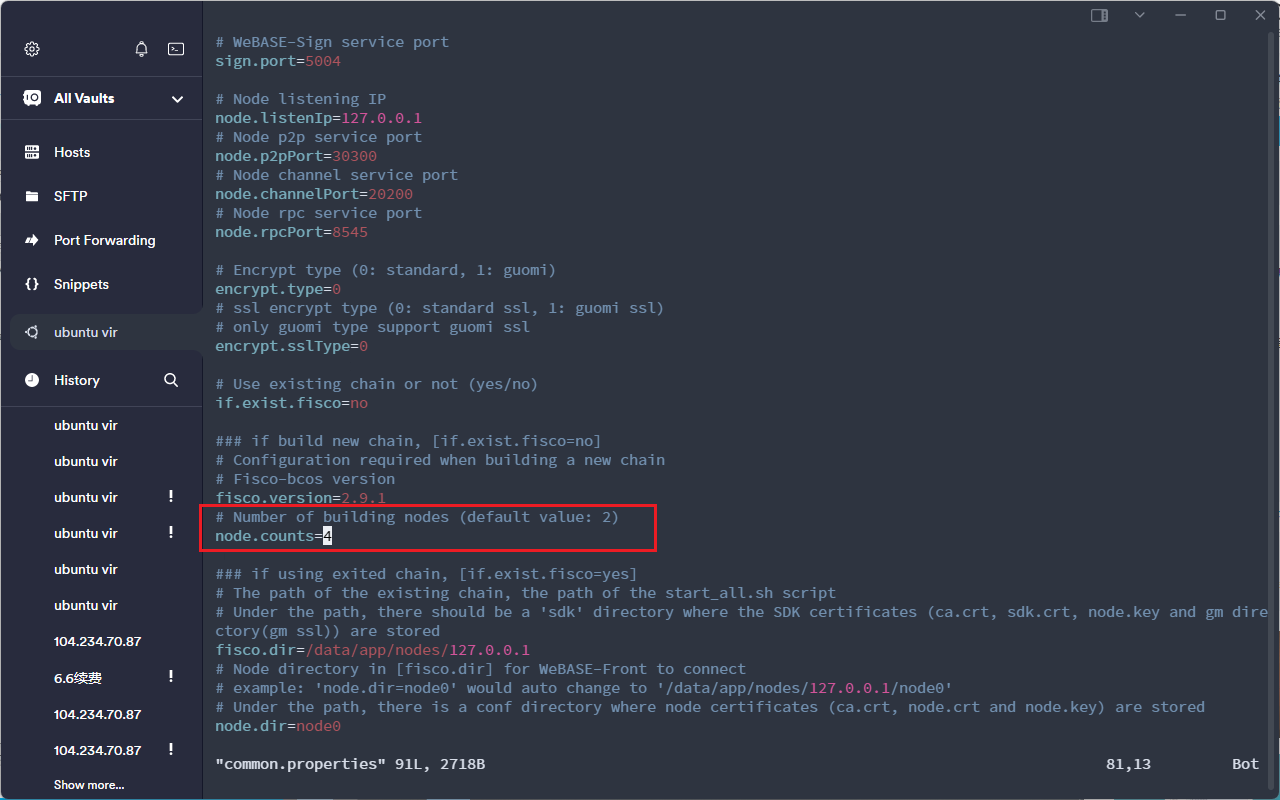 All Vaults
Hosts
SFTP
Port Forwarding
Snippets
ubuntu vir
History
ubuntu vir
ubuntu vir
ubuntu vir !
ubuntu vir !
ubuntu vir
ubuntu vir
104.234.70.87
6.6续费 !
104.234.70.87
104.234.70.87 !
Show more...
# WeBASE-Sign service port
sign.port=5004
# Node listening IP
node.listenIp=127.0.0.1
# Node p2p service port
node.p2pPort=30300
# Node channel service port
node.channelPort=20200
# Node rpc service port
node.rpcPort=8545
# Encrypt type (0: standard, 1: guomi)
encrypt.type=0
# ssl encrypt type (0: standard ssl, 1: guomi ssl)
# only guomi type support guomi ssl
encrypt.sslType=0
# Use existing chain or not (yes/no)
if.exist.fisco=no
### if build new chain, [if.exist.fisco=no]
# Configuration required when building a new chain
# Fisco-bcos version
fisco.version=2.9.1
# Number of building nodes (default value: 2)
node.counts=4
### if using exited chain, [if.exist.fisco=yes]
# The path of the existing chain, the path of the start_all.sh script
# Under the path, there should be a 'sdk' directory where the SDK certificates (ca.crt, sdk.crt, node.key and gm dire
ctory(gm ssl)) are stored
fisco.dir=/data/app/nodes/127.0.0.1
# Node directory in [fisco.dir] for WeBASE-Front to connect
# example: 'node.dir=node0' would auto change to '/data/app/nodes/127.0.0.1/node0'
# Under the path, there is a conf directory where node certificates (ca.crt, node.crt and node.key) are stored
node.dir=node0
"common.properties" 91L, 2718B 81,13 Bot